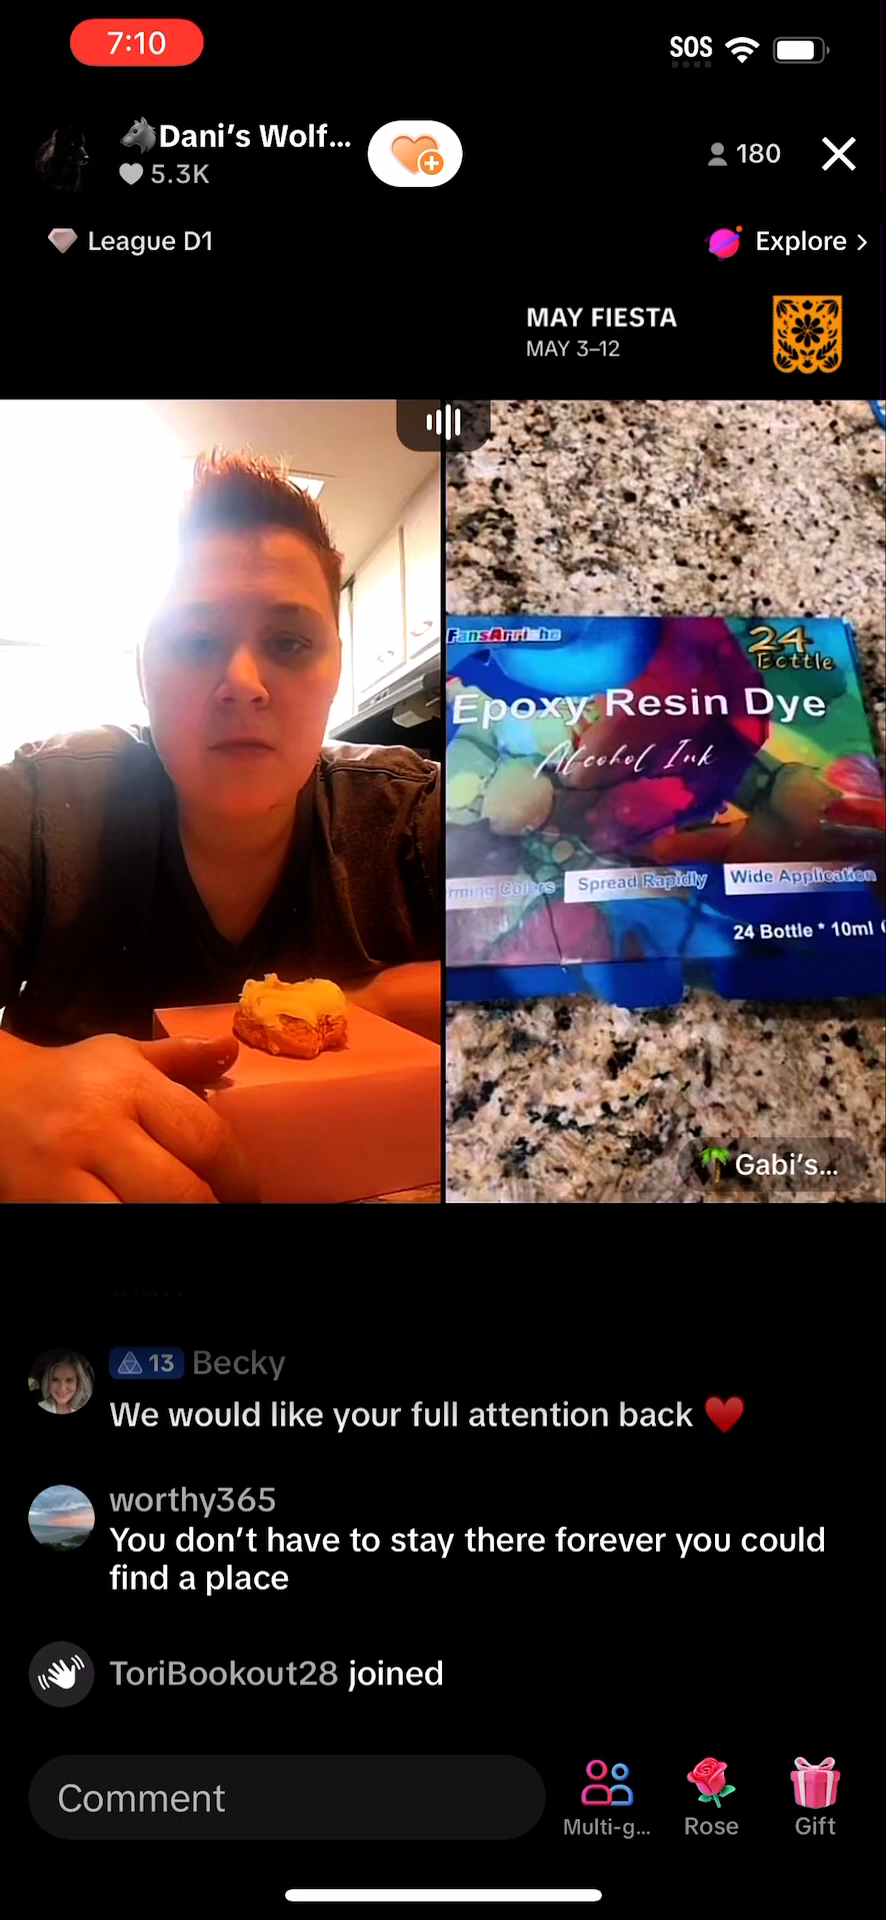 7:10
SOS
Dani's Wolf...
5.3K
180
League D1
Explore >
MAY FIESTA
MAY 3–12
FansArriche
24
Bottle
Epoxy Resin Dye
Alcohol Ink
Colors
Spread Rapidly
Wide Application
24 Bottle * 10ml
Gabi's...
13 Becky
We would like your full attention back
worthy365
You don't have to stay there forever you could
find a place
ToriBookout28 joined
Comment
Multi-g...
Rose
Gift